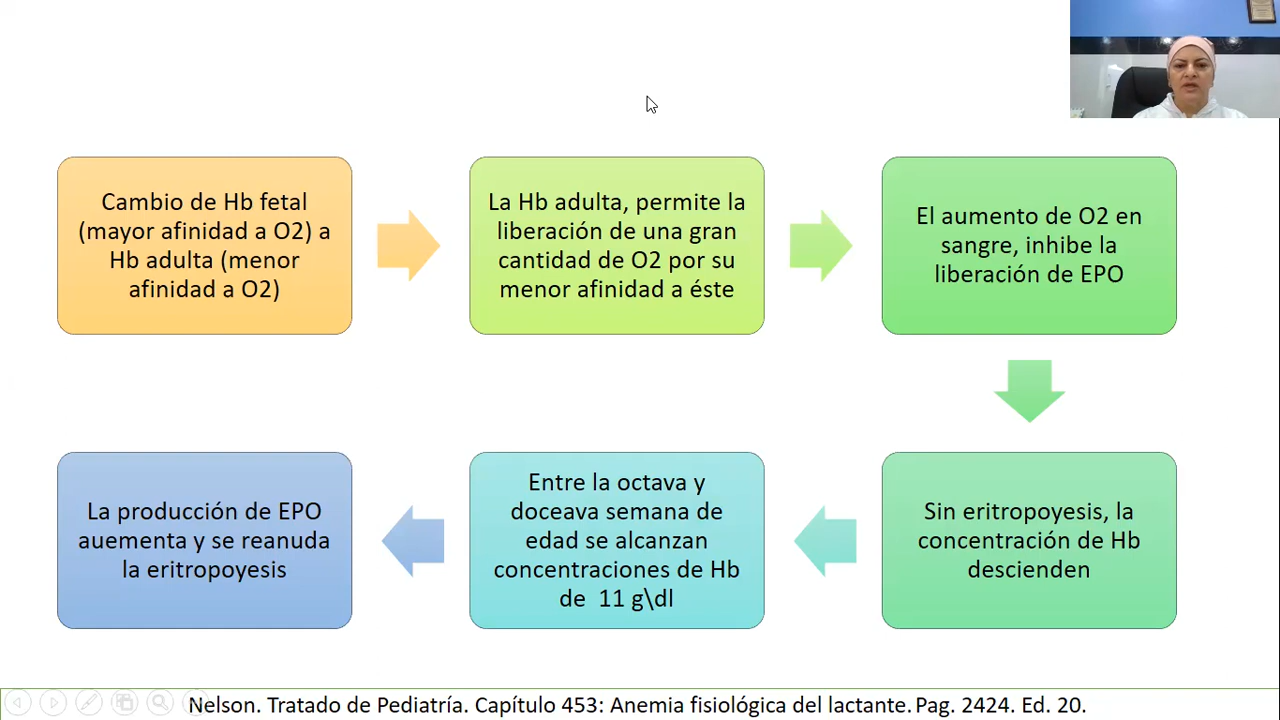 Cambio de Hb fetal
(mayor afinidad a O2) a
Hb adulta (menor
afinidad a O2)
La Hb adulta, permite la
liberación de una gran
cantidad de O2 por su
menor afinidad a éste
El aumento de O2 en
sangre, inhibe la
liberación de EPO
Sin eritropoyesis, la
concentración de Hb
descienden
Entre la octava y
doceava semana de
edad se alcanzan
concentraciones de Hb
de 11 g\dl
La producción de EPO
auementa y se reanuda
la eritropoyesis
Nelson. Tratado de Pediatría. Capítulo 453: Anemia fisiológica del lactante. Pag. 2424. Ed. 20.